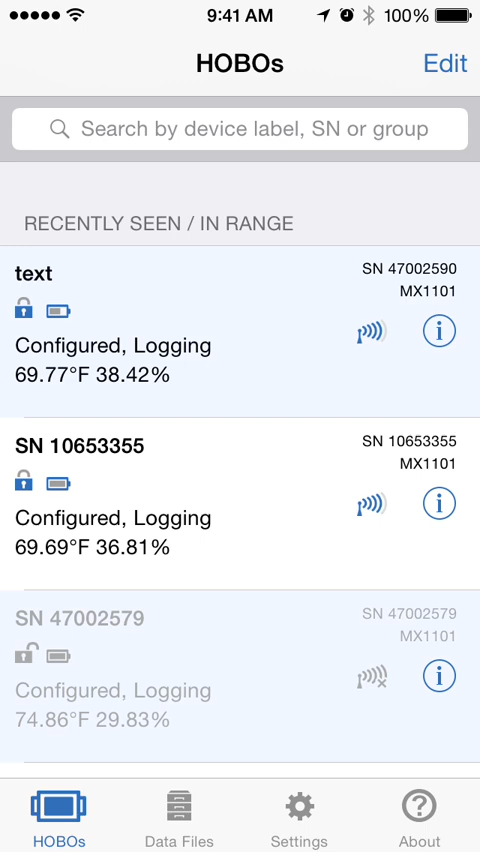 9:41 AM 100%
HOBOs Edit
Search by device label, SN or group
RECENTLY SEEN / IN RANGE
text SN 47002590
MX1101
Configured, Logging
69.77°F 38.42%
SN 10653355 SN 10653355
MX1101
Configured, Logging
69.69°F 36.81%
SN 47002579 SN 47002579
MX1101
Configured, Logging
74.86°F 29.83%
HOBOs Data Files Settings About